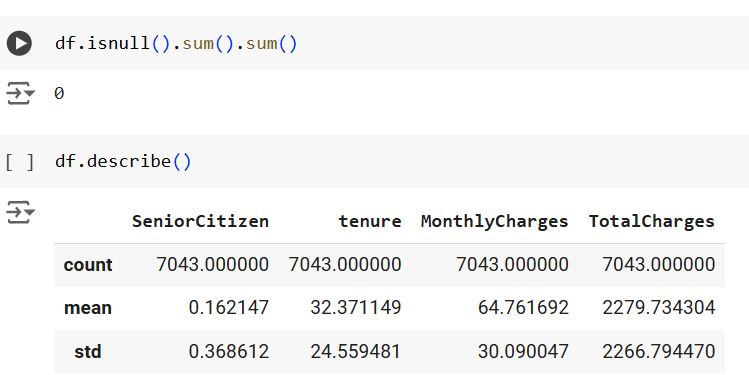 df.isnull().sum().sum()
0
[ ] df.describe()
SeniorCitizen tenure MonthlyCharges TotalCharges
count 7043.000000 7043.000000 7043.000000 7043.000000
mean 0.162147 32.371149 64.761692 2279.734304
std 0.368612 24.559481 30.090047 2266.794470